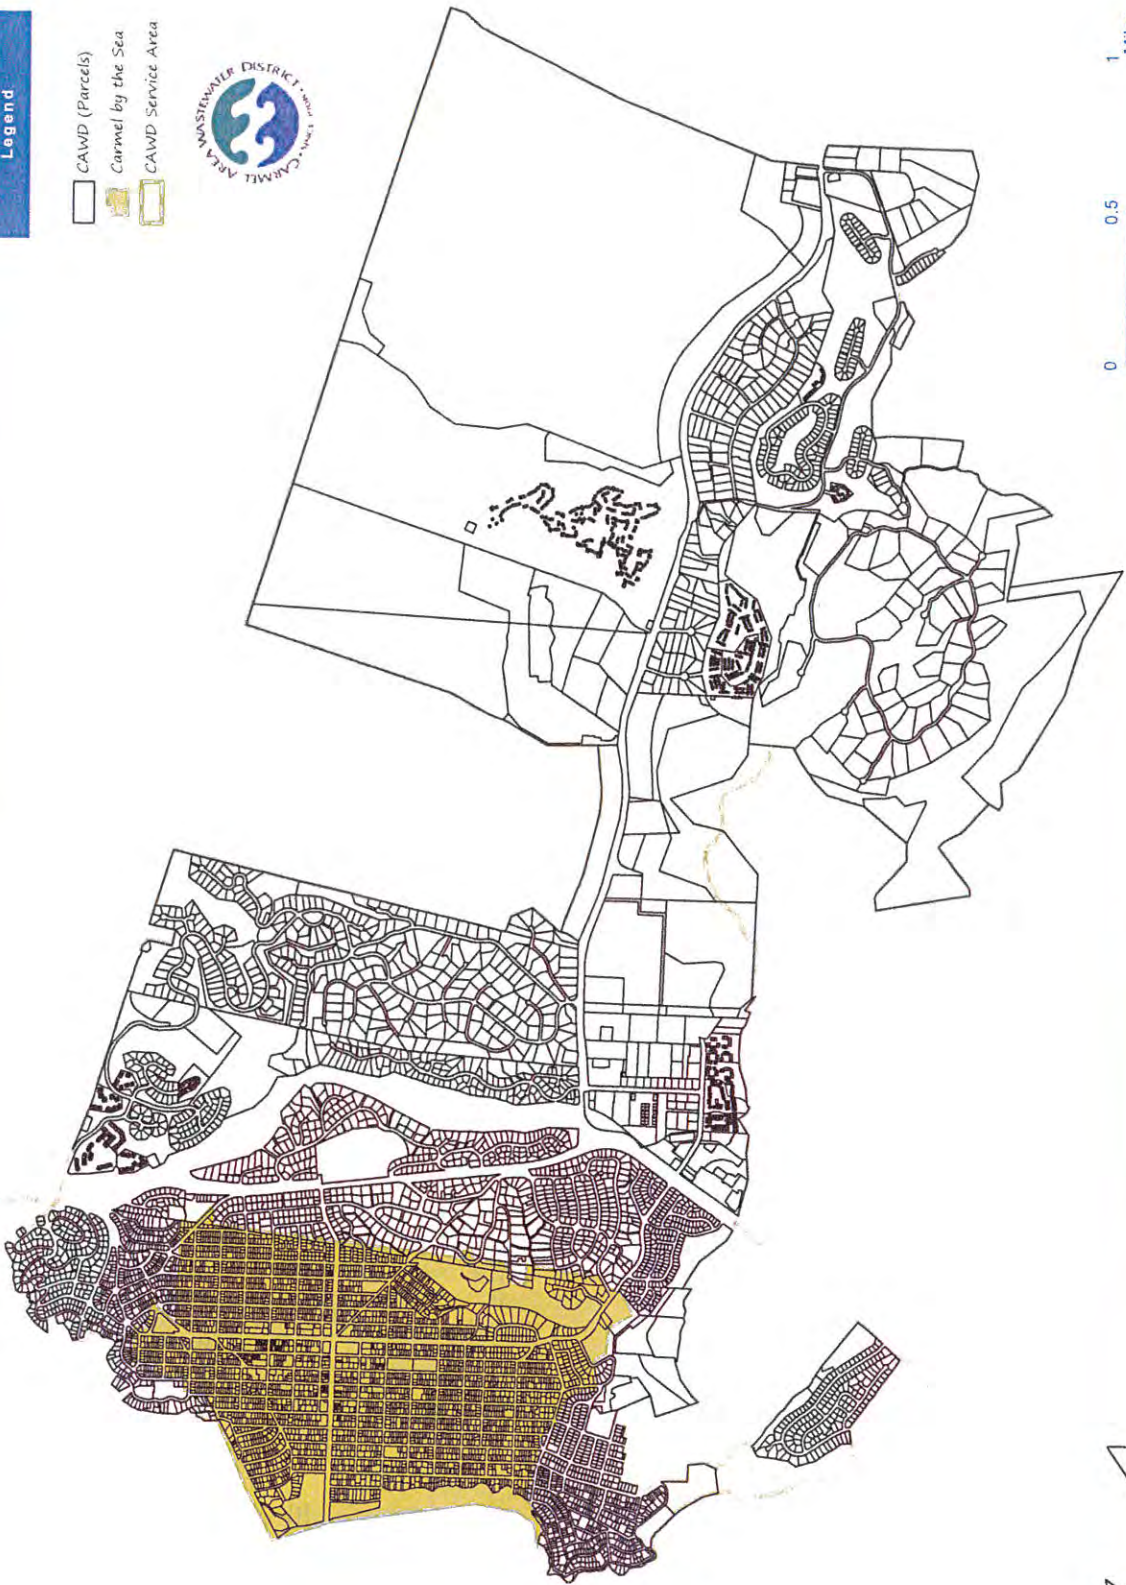 Legend
CAWD (Parcels)
Carmel by the Sea
CAWD Service Area
CARMEL AREA WASTEWATER DISTRICT
0 0.5 1